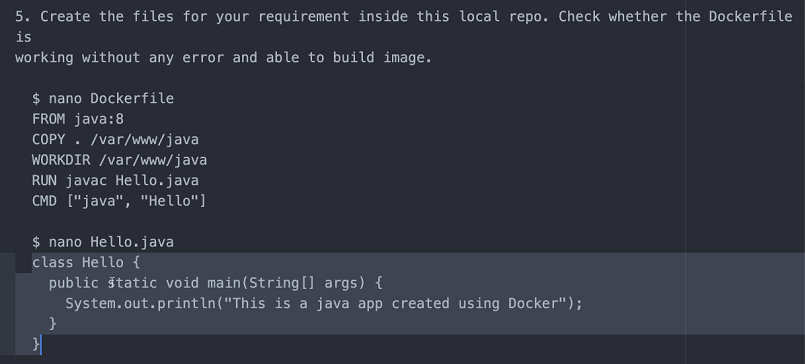 5. Create the files for your requirement inside this local repo. Check whether the Dockerfile
is
working without any error and able to build image.
$ nano Dockerfile
FROM java:8
COPY . /var/www/java
WORKDIR /var/www/java
RUN javac Hello.java
CMD ["java", "Hello"]
$ nano Hello.java
class Hello {
public static void main(String[] args) {
System.out.println("This is a java app created using Docker");
}
}